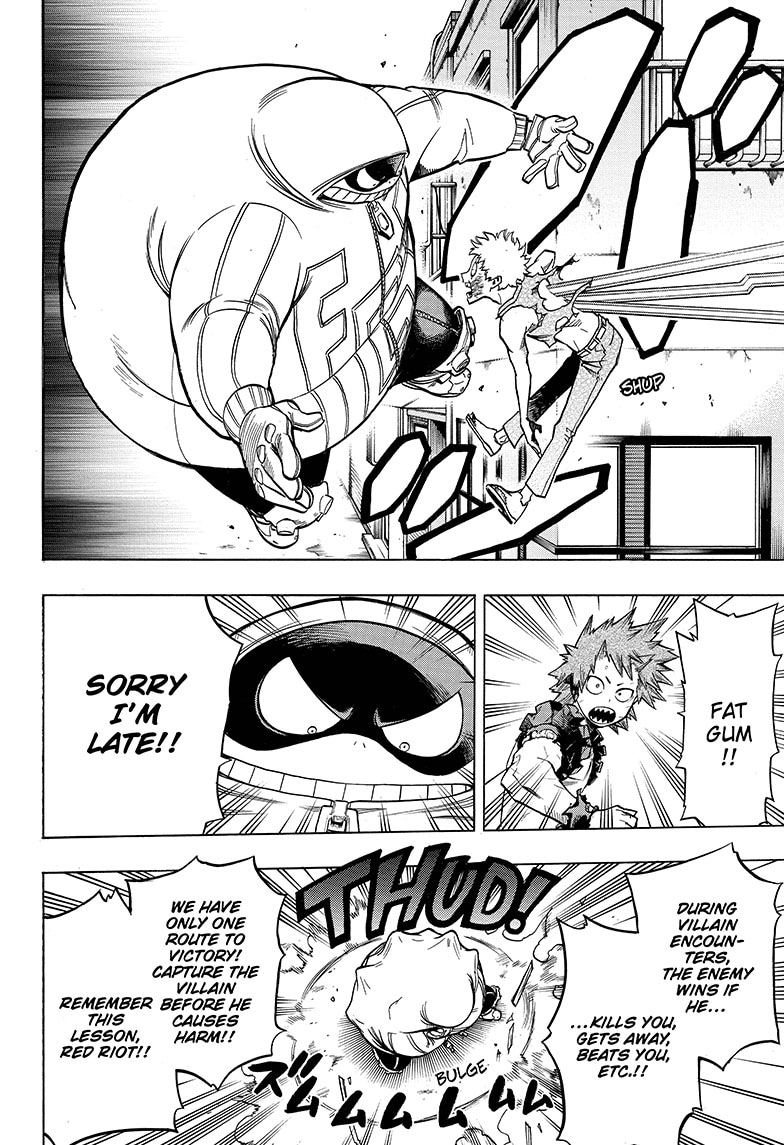 SHUP
FAT
GUM
!!
SORRY
I'M
LATE!!
DURING
VILLAIN
ENCOUN-
TERS,
THE ENEMY
WINS IF
HE...
...KILLS YOU,
GETS AWAY,
BEATS YOU,
ETC.!!
THUD!
BULGE
ズムムムムム
WE HAVE
ONLY ONE
ROUTE TO
VICTORY!
CAPTURE THE
VILLAIN
BEFORE HE
CAUSES
HARM!!
REMEMBER
THIS
LESSON,
RED RIOT!!